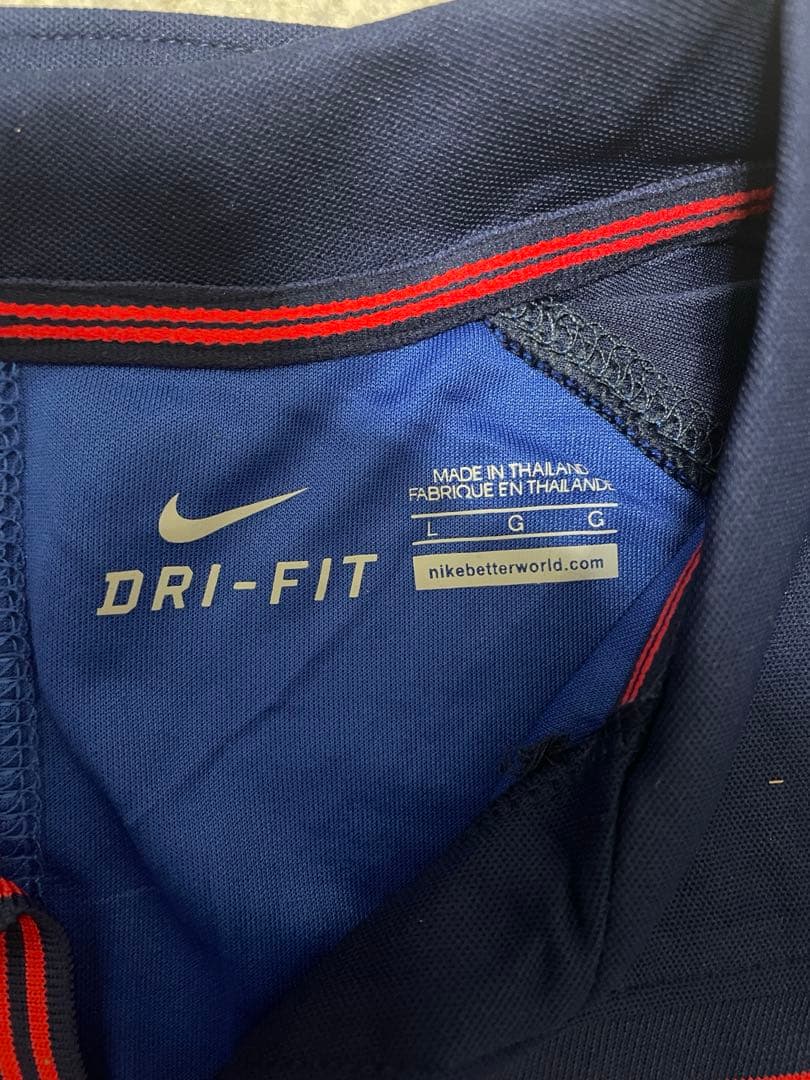 DRI-FIT
MADE IN THAILAND
FABRIQUE EN THAILANDE
L G G
nikebetterworld.com